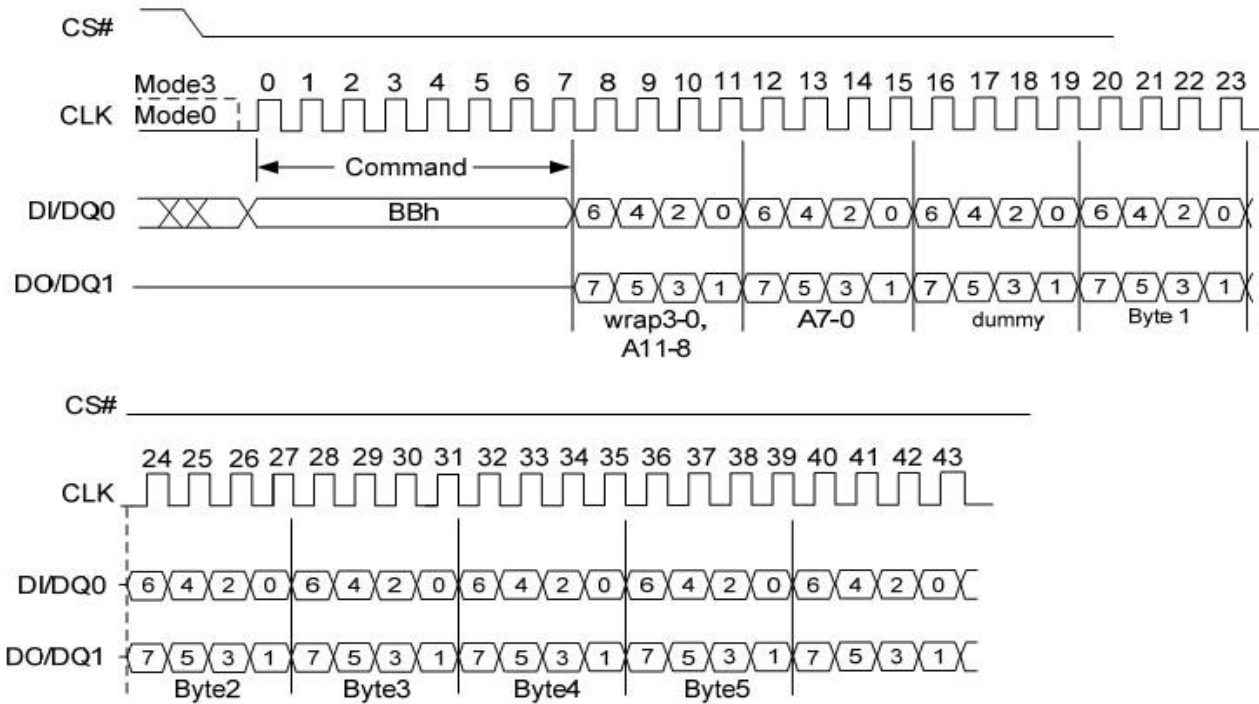 CS#
Mode3 0 1 2 3 4 5 6 7 8 9 10 11 12 13 14 15 16 17 18 19 20 21 22 23
CLK Mode0
Command
DI/DQ0 BBh 6 4 2 0 6 4 2 0 6 4 2 0 6 4 2 0
DO/DQ1 7 5 3 1 7 5 3 1 7 5 3 1 7 5 3 1
wrap3-0, A7-0 dummy Byte 1
A11-8
CS#
24 25 26 27 28 29 30 31 32 33 34 35 36 37 38 39 40 41 42 43
CLK
DI/DQ0 6 4 2 0 6 4 2 0 6 4 2 0 6 4 2 0 6 4 2 0
DO/DQ1 7 5 3 1 7 5 3 1 7 5 3 1 7 5 3 1 7 5 3 1
Byte2 Byte3 Byte4 Byte5